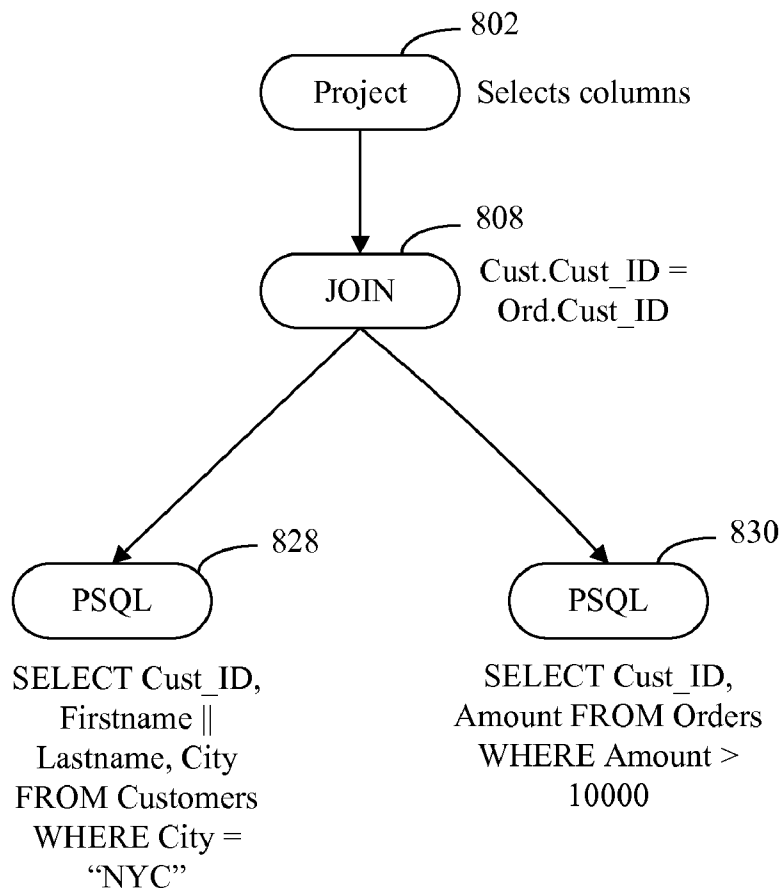 802
Project
Selects columns
808
JOIN
Cust.Cust_ID =
Ord.Cust_ID
828
PSQL
SELECT Cust_ID,
Firstname ||
Lastname, City
FROM Customers
WHERE City =
“NYC”
830
PSQL
SELECT Cust_ID,
Amount FROM Orders
WHERE Amount >
10000